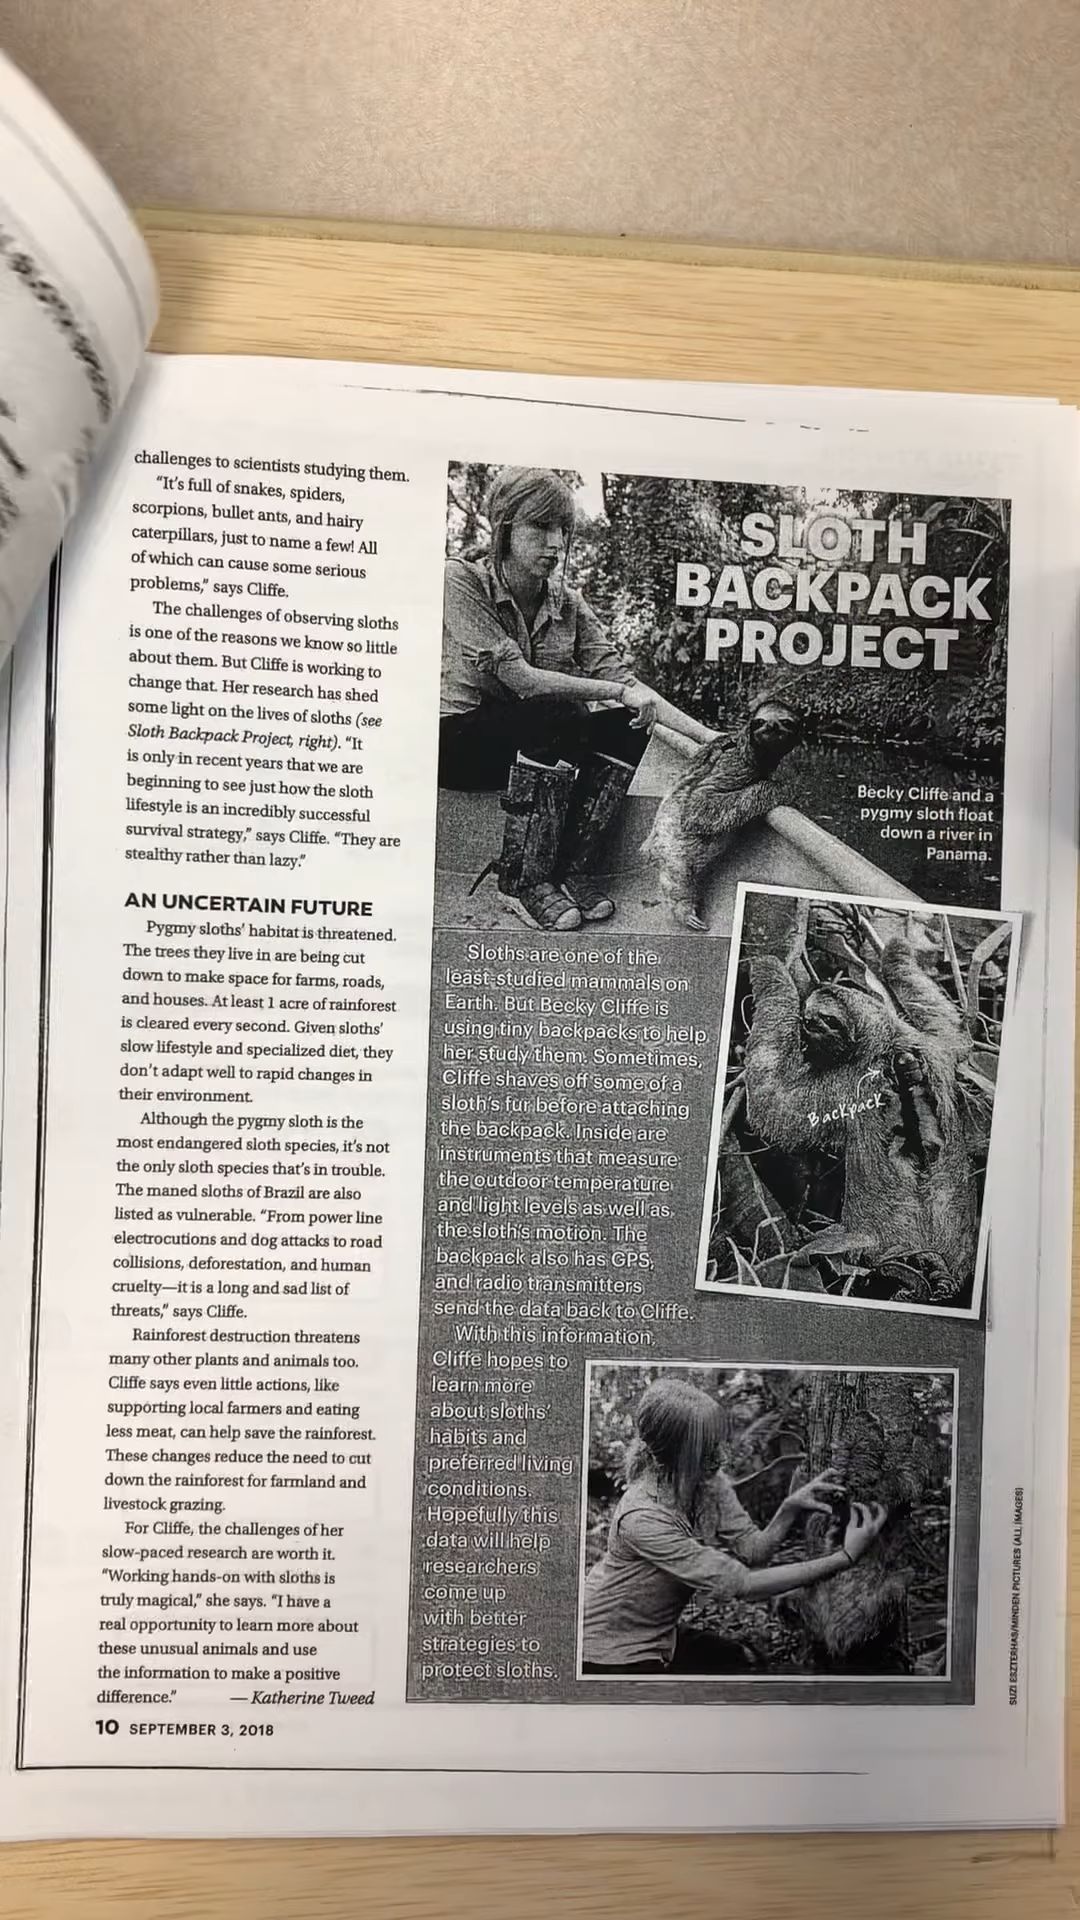 challenges to scientists studying them.
"It's full of snakes, spiders,
scorpions, bullet ants, and hairy
caterpillars, just to name a few! All
of which can cause some serious
problems," says Cliffe.
The challenges of observing sloths
is one of the reasons we know so little
about them. But Cliffe is working to
change that. Her research has shed
some light on the lives of sloths (see
Sloth Backpack Project, right). "It
is only in recent years that we are
beginning to see just how the sloth
lifestyle is an incredibly successful
survival strategy," says Cliffe. "They are
stealthy rather than lazy."
AN UNCERTAIN FUTURE
Pygmy sloths' habitat is threatened.
The trees they live in are being cut
down to make space for farms, roads,
and houses. At least 1 acre of rainforest
is cleared every second. Given sloths'
slow lifestyle and specialized diet, they
don't adapt well to rapid changes in
their environment.
Although the pygmy sloth is the
most endangered sloth species, it's not
the only sloth species that's in trouble.
The maned sloths of Brazil are also
listed as vulnerable. "From power line
electrocutions and dog attacks to road
collisions, deforestation, and human
cruelty—it is a long and sad list of
threats," says Cliffe.
Rainforest destruction threatens
many other plants and animals too.
Cliffe says even little actions, like
supporting local farmers and eating
less meat, can help save the rainforest.
These changes reduce the need to cut
down the rainforest for farmland and
livestock grazing.
For Cliffe, the challenges of her
slow-paced research are worth it.
"Working hands-on with sloths is
truly magical," she says. "I have a
real opportunity to learn more about
these unusual animals and use
the information to make a positive
difference." — Katherine Tweed
10 SEPTEMBER 3, 2018
SLOTH
BACKPACK
PROJECT
Becky Cliffe and a
pygmy sloth float
down a river in
Panama.
Sloths are one of the
least-studied mammals on
Earth. But Becky Cliffe is
using tiny backpacks to help
her study them. Sometimes,
Cliffe shaves off some of a
sloth's fur before attaching
the backpack. Inside are
instruments that measure
the outdoor temperature
and light levels as well as
the sloth's motion. The
backpack also has GPS,
and radio transmitters
send the data back to Cliffe.
With this information,
Cliffe hopes to
learn more
about sloths'
habits and
preferred living
conditions.
Hopefully this
data will help
researchers
come up
with better
strategies to
protect sloths.
Backpack
SUZI ESZTERHAS/MINDEN PICTURES (ALL IMAGES)